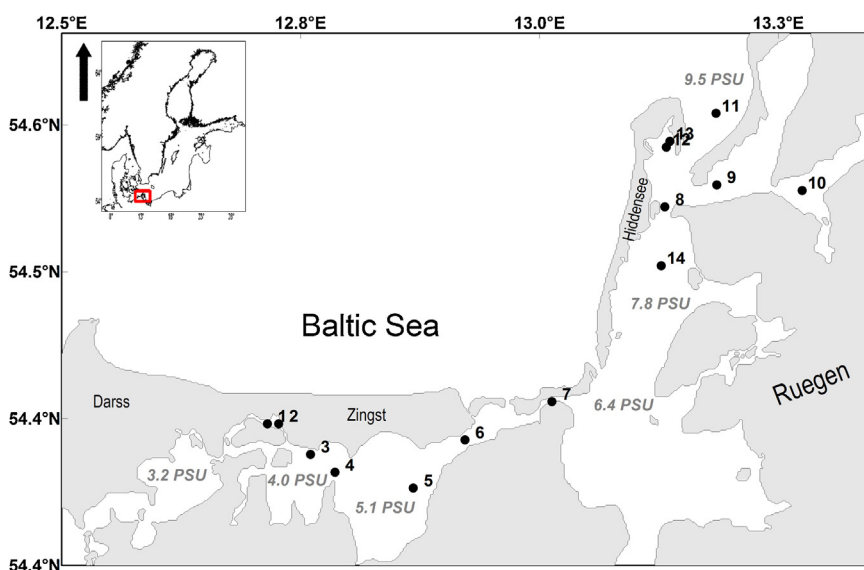 12.5°E 12.8°E 13.0°E 13.3°E
9.5 PSU
11
54.6°N
13
12
9
10
8
Hiddensee
14
54.5°N
7.8 PSU
Baltic Sea
Ruegen
Darss
7
6.4 PSU
Zingst
54.4°N
12
6
3
3.2 PSU
4.0 PSU
4
5
5.1 PSU
54.4°N